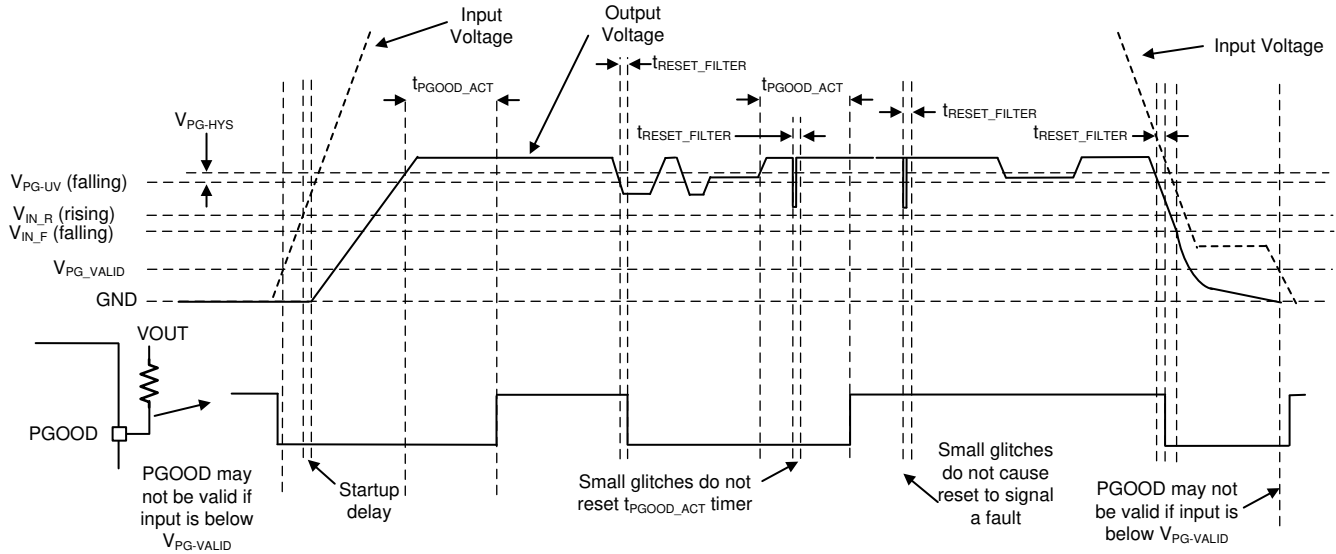 Input
Voltage
Output
Voltage
Input Voltage
tRESET_FILTER
tPGOOD_ACT
tPGOOD_ACT
tRESET_FILTER
VPG-HYS
tRESET_FILTER
tRESET_FILTER
VPG-UV (falling)
VIN_R (rising)
VIN_F (falling)
VPG_VALID
GND
VOUT
PGOOD
PGOOD may
not be valid if
input is below
VPG-VALID
Startup
delay
Small glitches do not
reset tPGOOD_ACT timer
Small glitches
do not cause
reset to signal
a fault
PGOOD may not
be valid if input is
below VPG-VALID